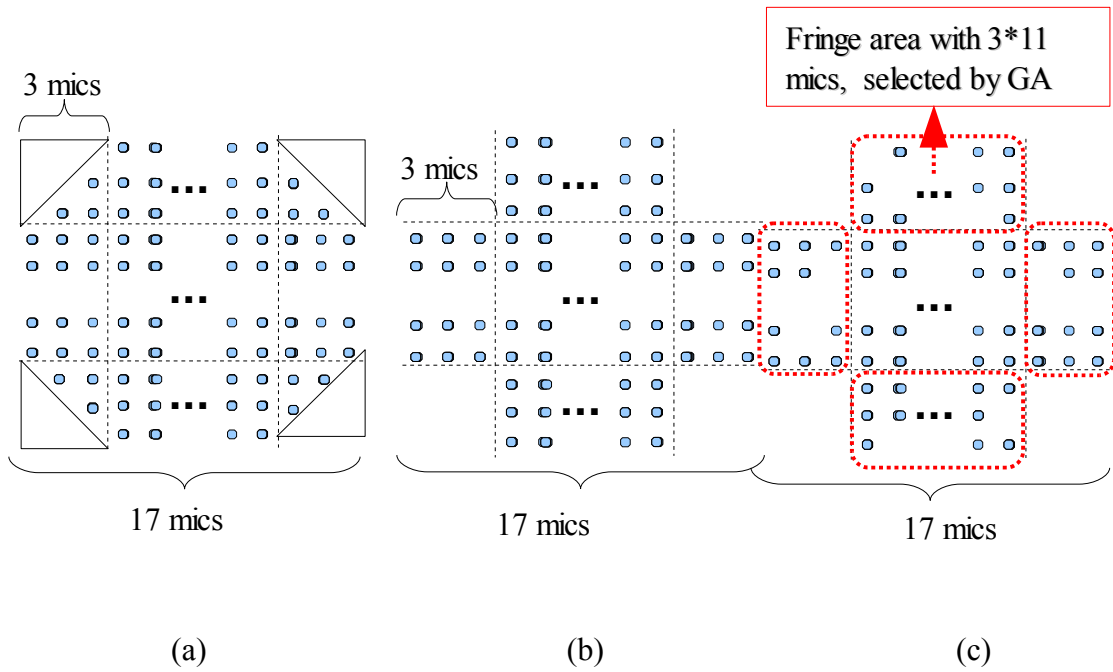 Fringe area with 3*11
mics, selected by GA
3 mics
3 mics
...
...
...
...
...
...
...
...
...
17 mics
17 mics
17 mics
(a)
(b)
(c)